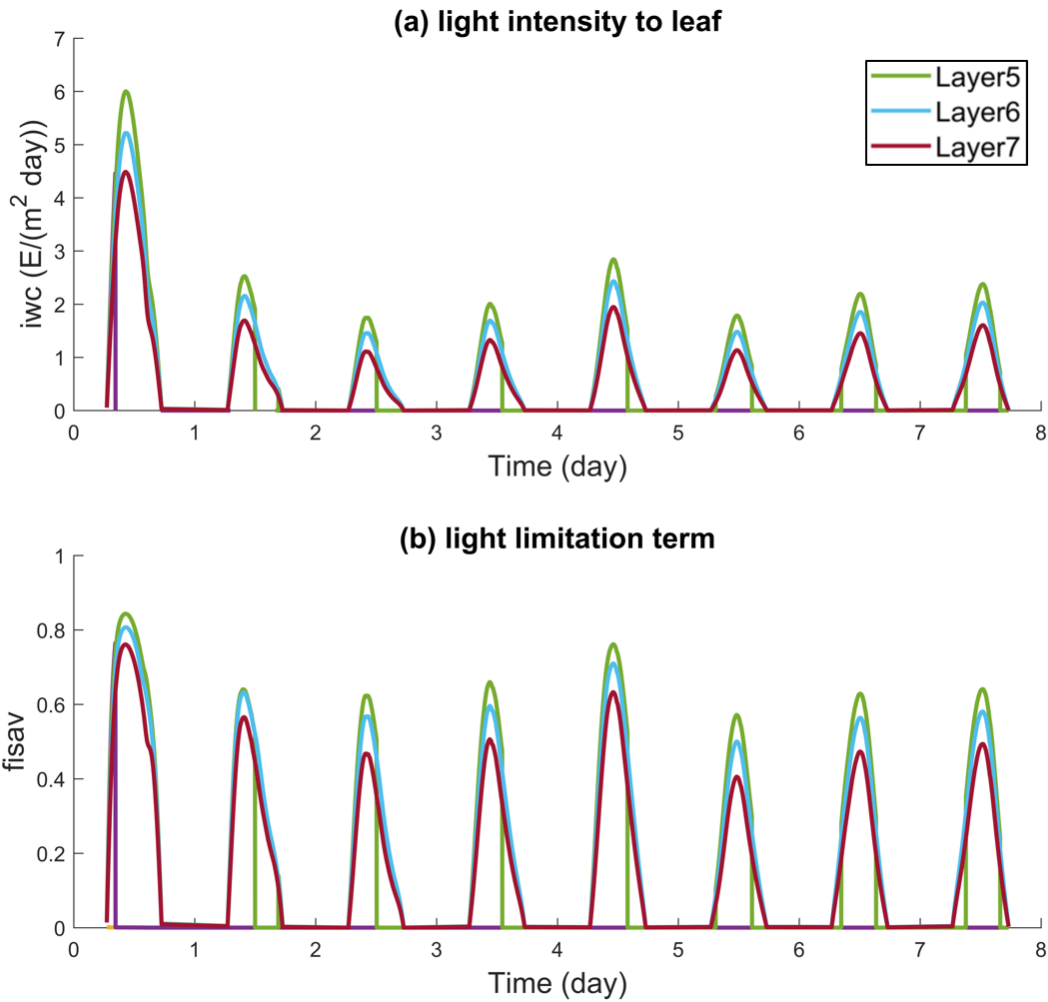 (a) light intensity to leaf
7
6
5
4
3
2
1
0
iwc (E/(m² day))
Layer5
Layer6
Layer7
0 1 2 3 4 5 6 7 8
Time (day)
(b) light limitation term
1
0.8
0.6
0.4
0.2
0
fisav
0 1 2 3 4 5 6 7 8
Time (day)